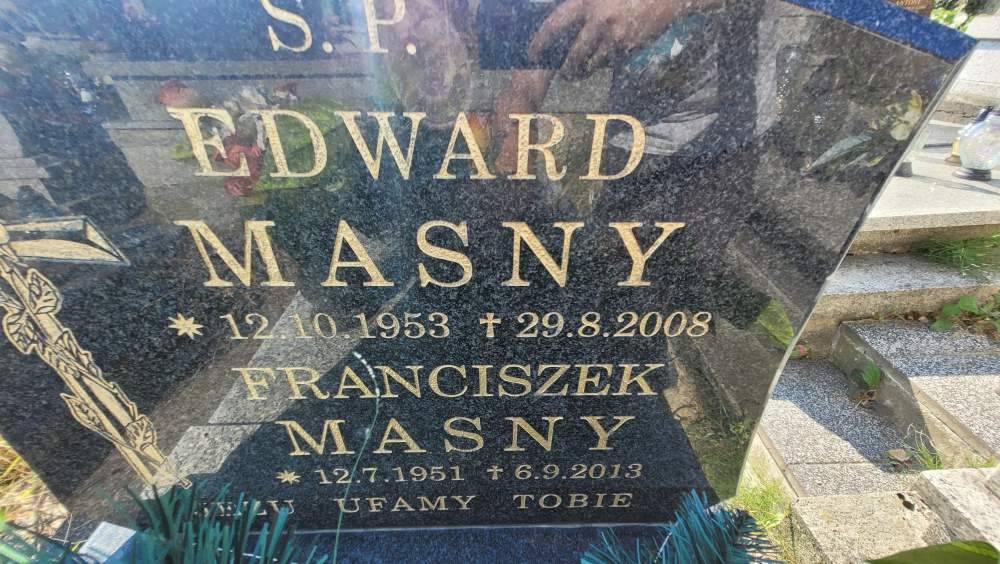 S. P.
EDWARD
MASNY
* 12.10.1953 † 29.8.2008
FRANCISZEK
MASNY
* 12.7.1951 † 6.9.2013
UFAMY TOBIE